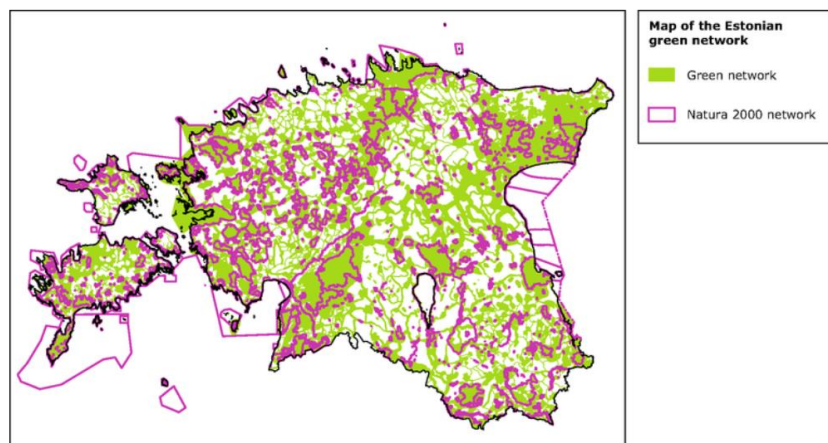 Map of the Estonian
green network
Green network
Natura 2000 network